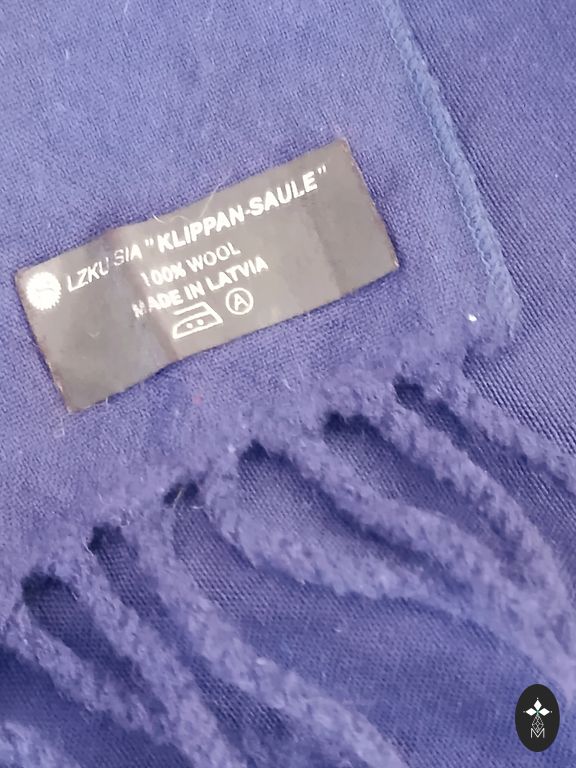 LZKU SIA "KLIPPAN-SAULE"
100% WOOL
MADE IN LATVIA
A
M